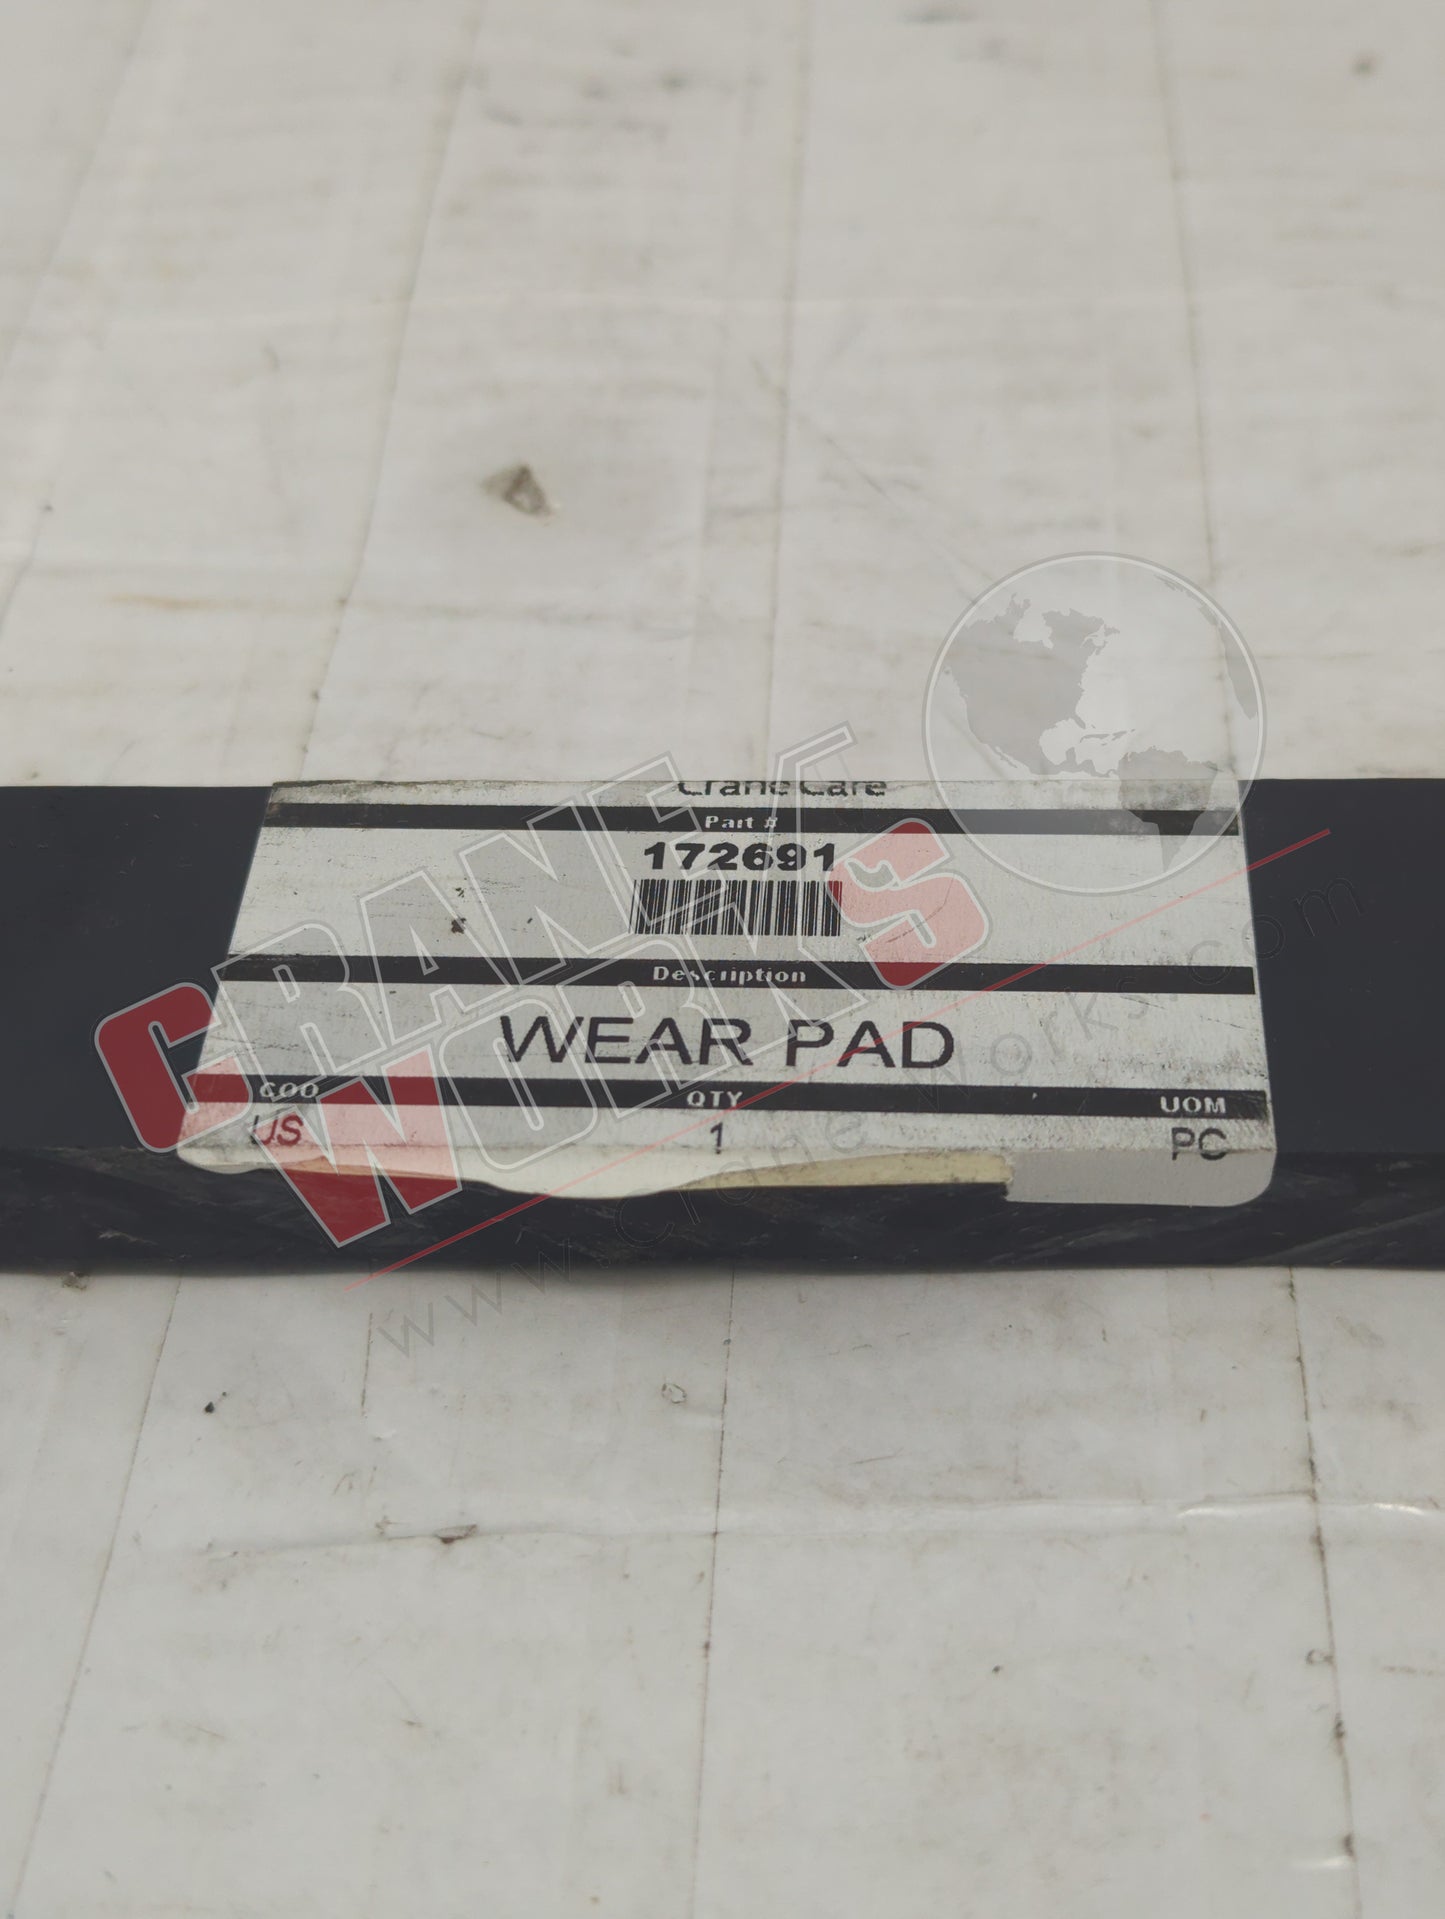 Crane Care
Part #
172691
Description
WEAR PAD
COO QTY UOM
US 1 PC
CRANE WORKS
www.craneworks.com